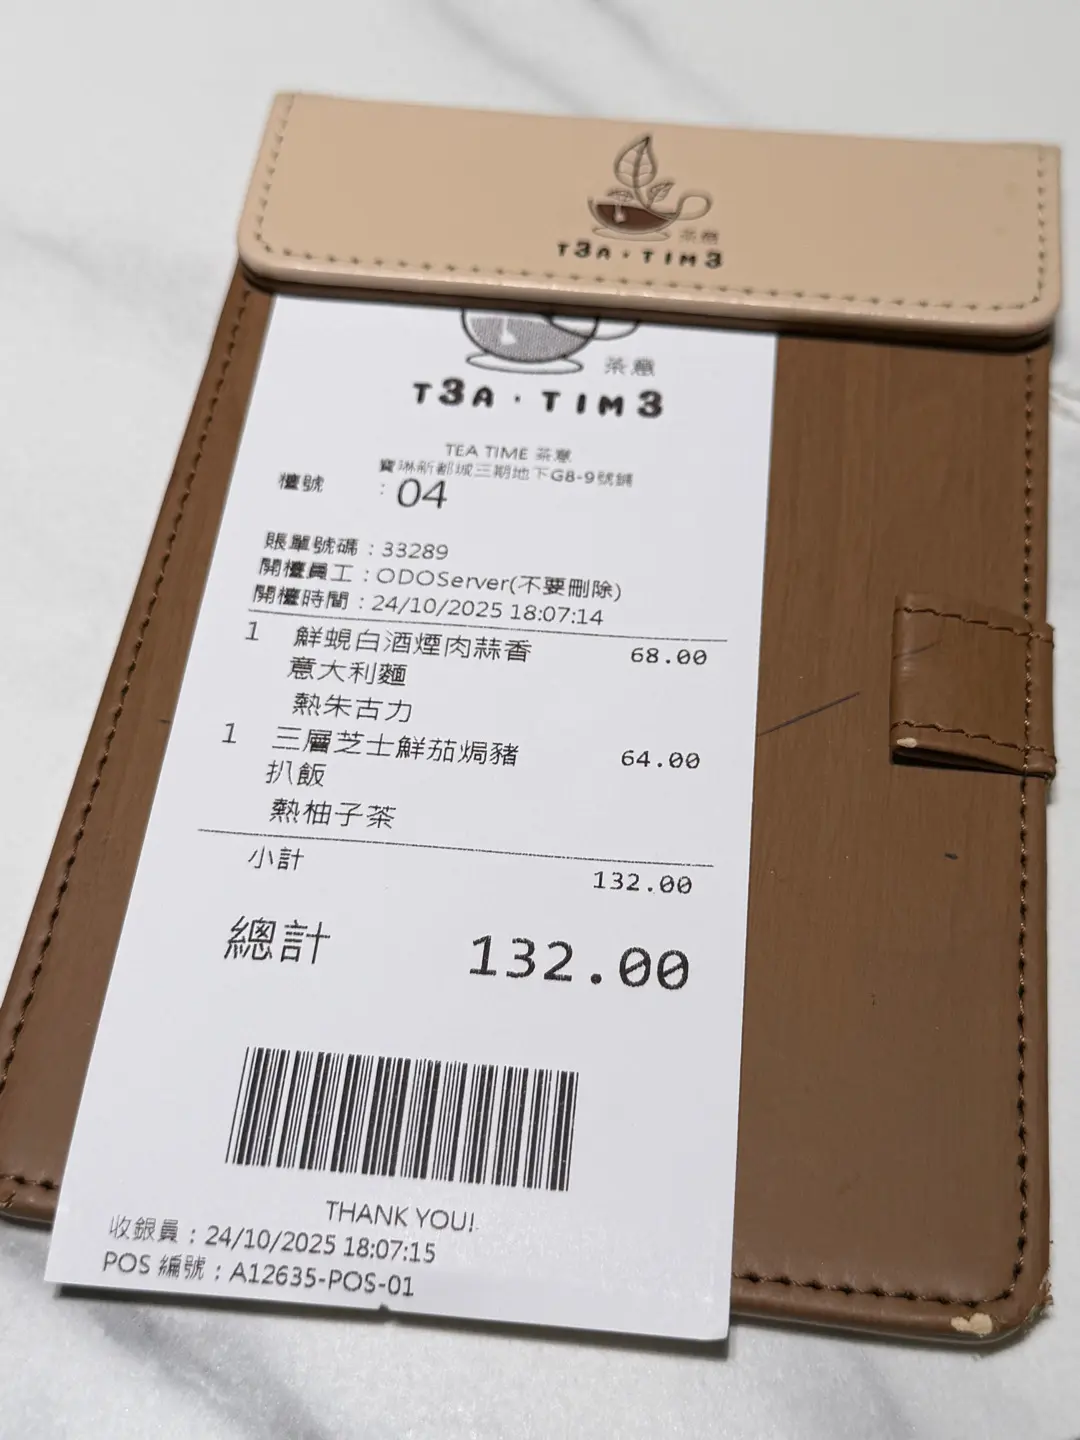 茶意
T3A · TIM3
茶意
T3A · TIM3
TEA TIME 茶意
寶琳新都城三期地下G8-9號舖
檯號 : 04
賬單號碼 : 33289
開檯員工 : ODOServer(不要刪除)
開檯時間 : 24/10/2025 18:07:14
1 鮮蜆白酒煙肉蒜香 68.00
意大利麵
熱朱古力
1 三層芝士鮮茄焗豬 64.00
扒飯
熱柚子茶
小計 132.00
總計 132.00
THANK YOU!
收銀員 : 24/10/2025 18:07:15
POS 編號 : A12635-POS-01